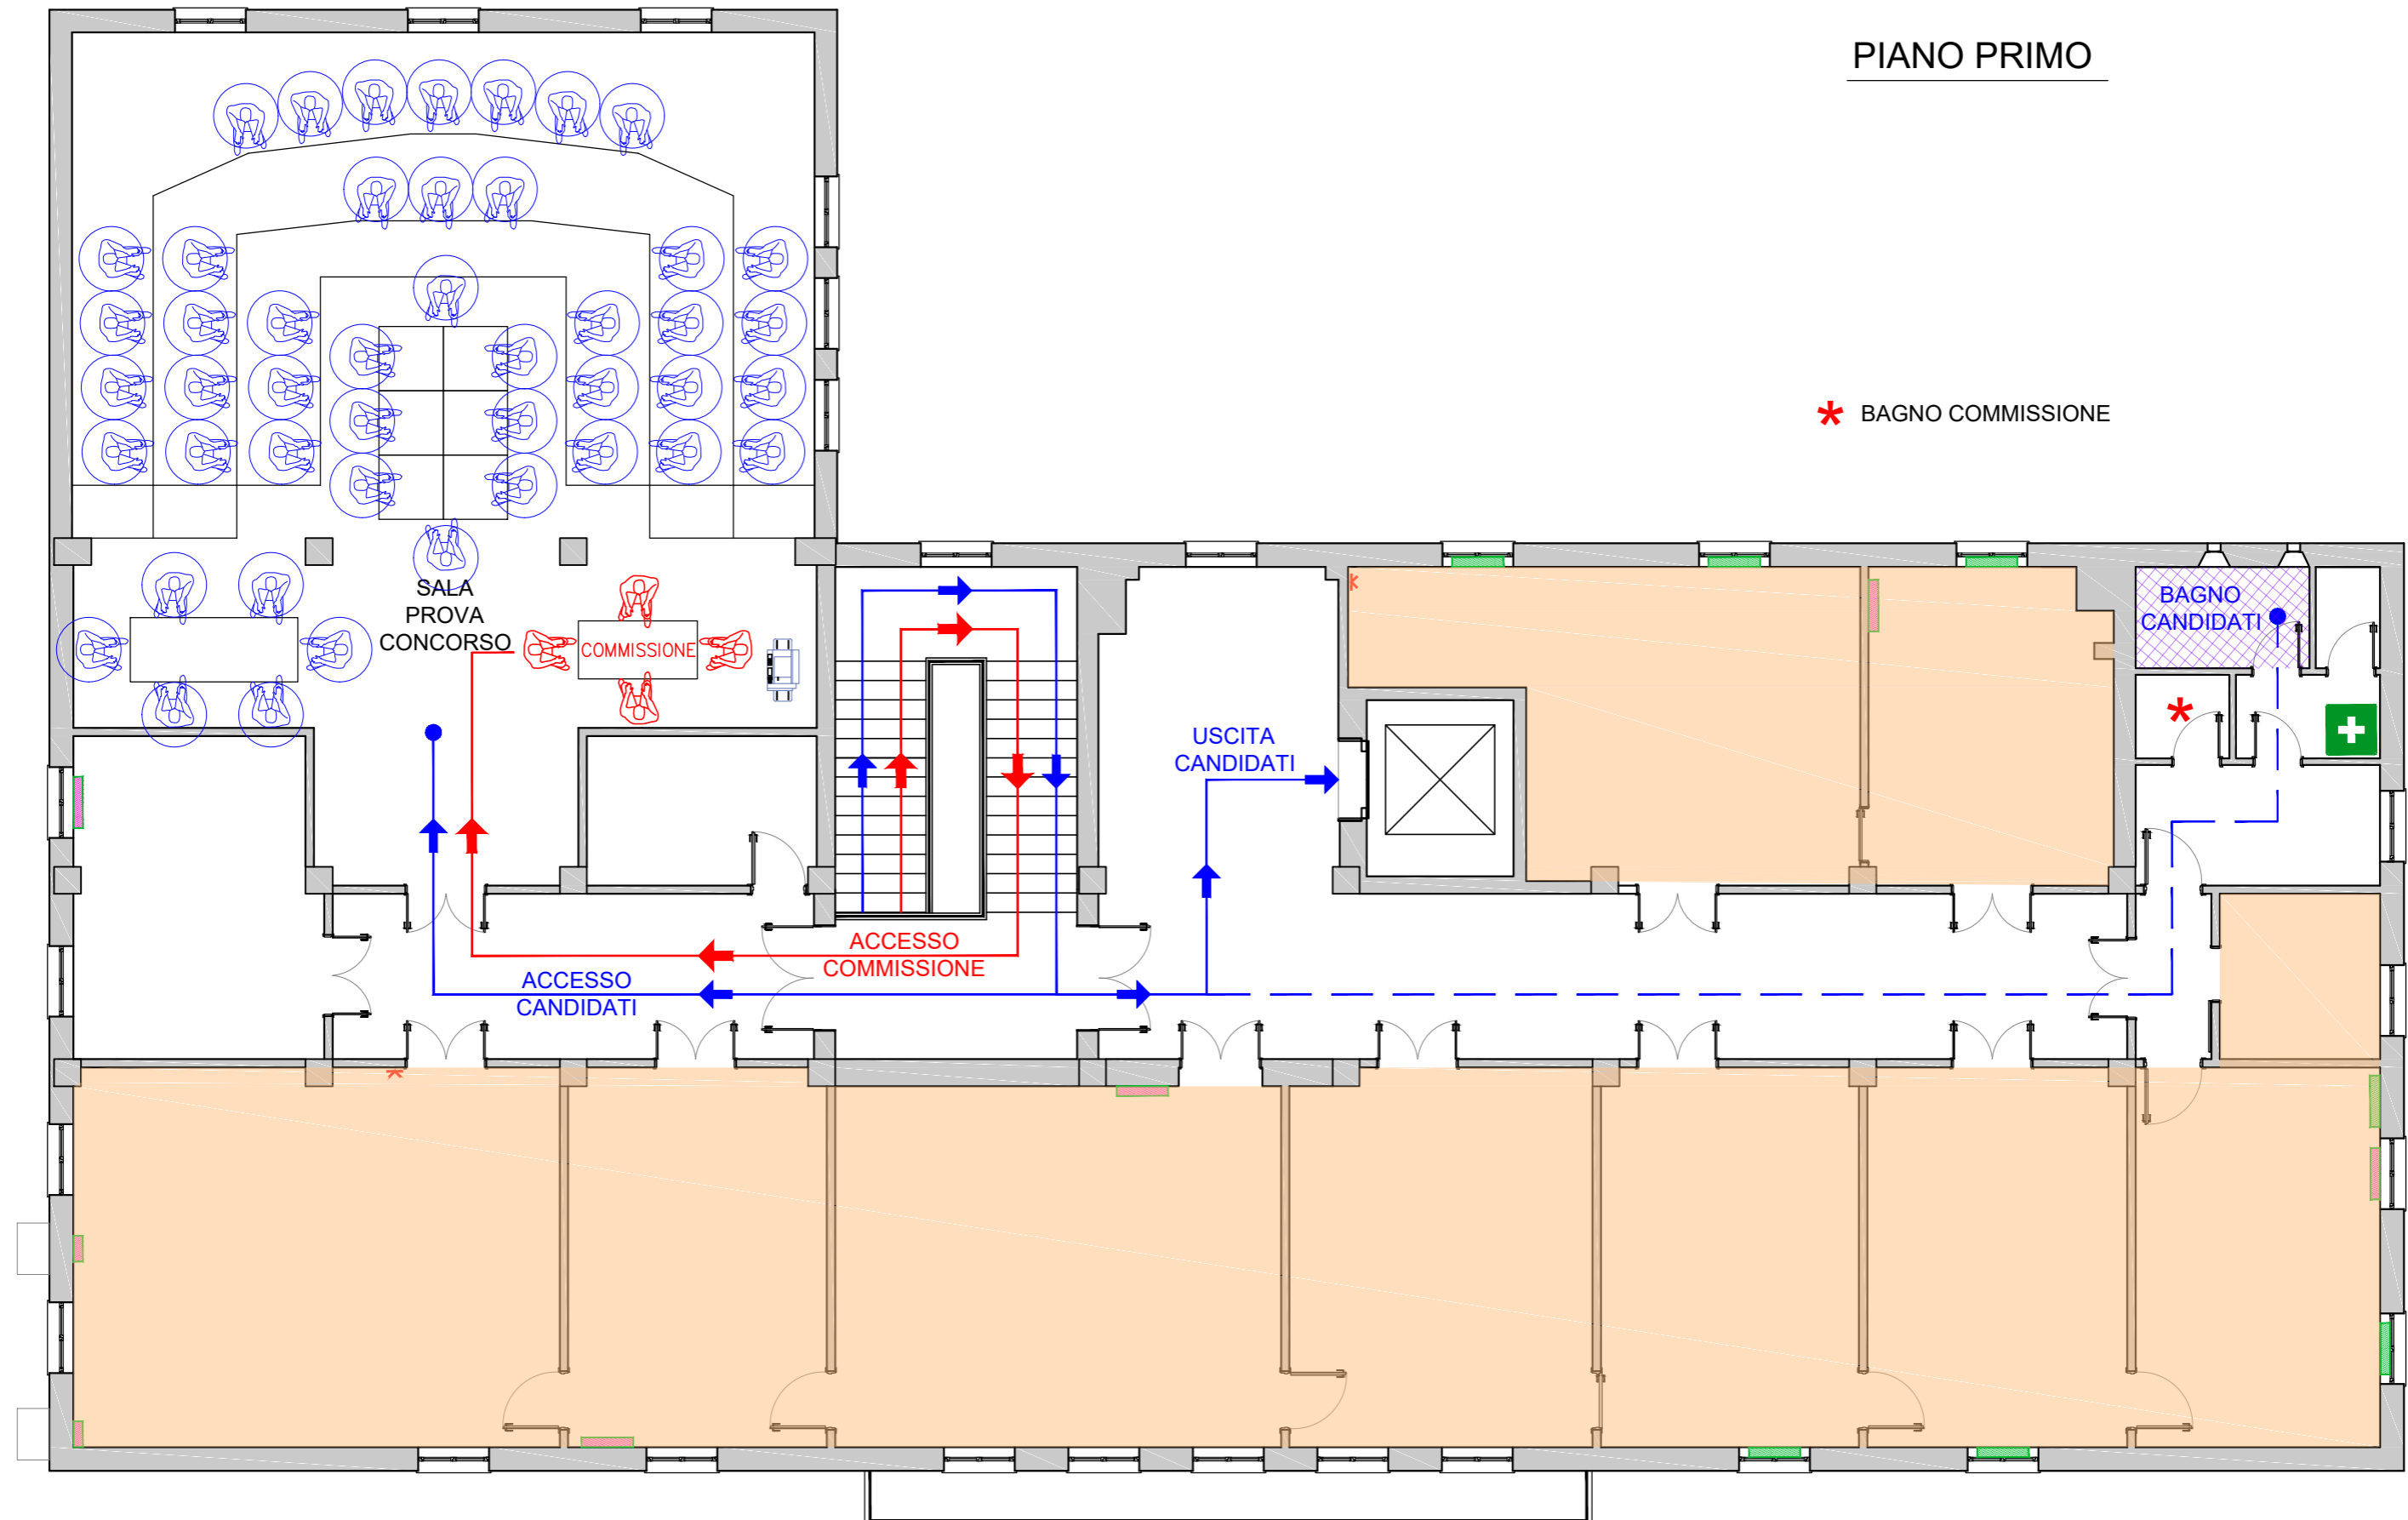 PIANO PRIMO
* BAGNO COMMISSIONE
SALA
PROVA
CONCORSO
COMMISSIONE
BAGNO
CANDIDATI
USCITA
CANDIDATI
ACCESSO
COMMISSIONE
ACCESSO
CANDIDATI